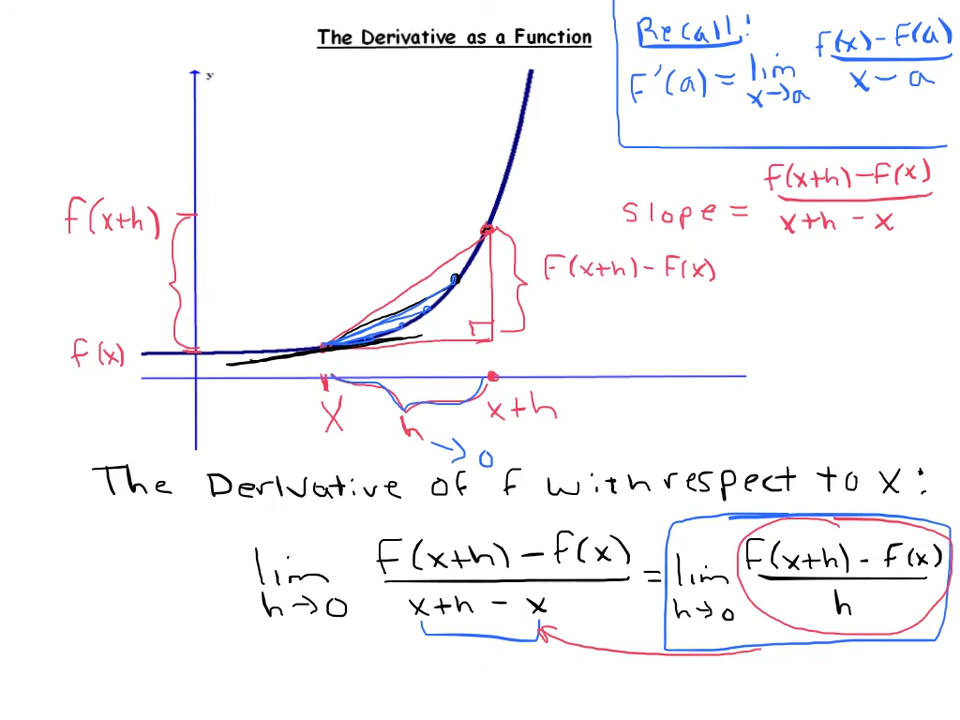 The Derivative as a Function
Recall!
F'(a) = lim x→a F(x) - F(a) / x - a
y
slope = F(x+h) - F(x) / x+h - x
f(x+h)
F(x+h) - F(x)
f(x)
X
x+h
h → 0
The Derivative of f with respect to x:
lim h→0 F(x+h) - f(x) / x+h - x = lim h→0 F(x+h) - F(x) / h